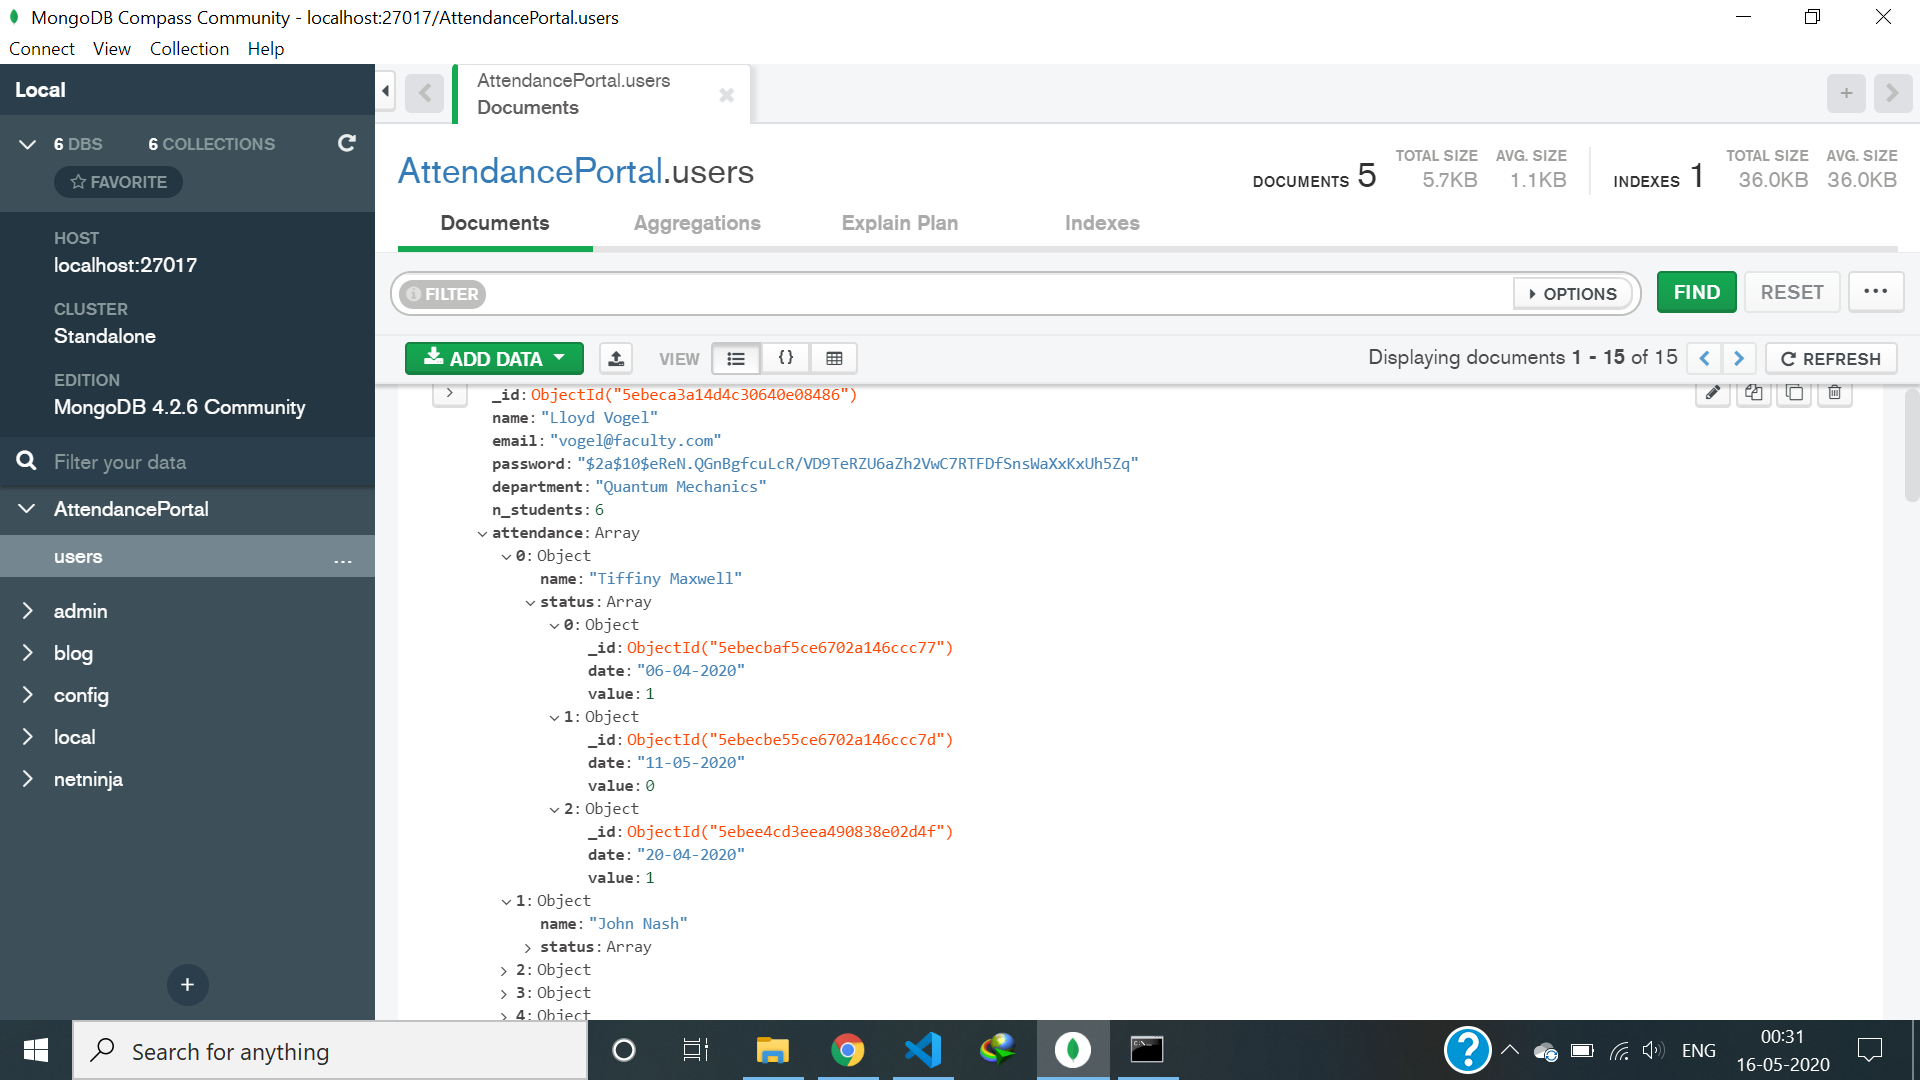 MongoDB Compass Community - localhost:27017/AttendancePortal.users
Connect View Collection Help
Local
6 DBS 6 COLLECTIONS
FAVORITE
HOST
localhost:27017
CLUSTER
Standalone
EDITION
MongoDB 4.2.6 Community
Filter your data
AttendancePortal
users ...
admin
blog
config
local
netninja
+
AttendancePortal.users
Documents
AttendancePortal.users
DOCUMENTS 5 TOTAL SIZE 5.7KB AVG. SIZE 1.1KB INDEXES 1 TOTAL SIZE 36.0KB AVG. SIZE 36.0KB
Documents Aggregations Explain Plan Indexes
FILTER OPTIONS FIND RESET ...
ADD DATA VIEW {} Displaying documents 1 - 15 of 15 REFRESH
_id: ObjectId("5ebeca3a14d4c30640e08486")
name: "Lloyd Vogel"
email: "vogel@faculty.com"
password: "$2a$10$eReN.QGnBgfcuLcR/VD9TeRZU6aZh2VwC7RTFDfSnsWaXxKxUh5Zq"
department: "Quantum Mechanics"
n_students: 6
attendance: Array
0: Object
name: "Tiffiny Maxwell"
status: Array
0: Object
_id: ObjectId("5ebecbaf5ce6702a146ccc77")
date: "06-04-2020"
value: 1
1: Object
_id: ObjectId("5ebecbe55ce6702a146ccc7d")
date: "11-05-2020"
value: 0
2: Object
_id: ObjectId("5ebee4cd3eea490838e02d4f")
date: "20-04-2020"
value: 1
1: Object
name: "John Nash"
status: Array
2: Object
3: Object
4: Object
Search for anything
ENG
00:31
16-05-2020